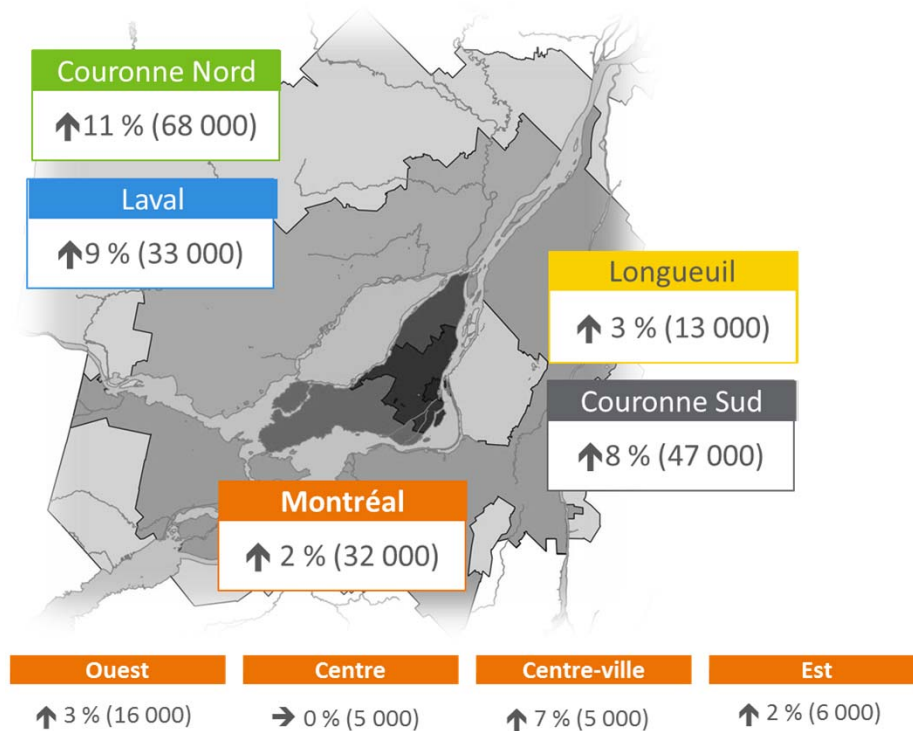 Couronne Nord
↑ 11 % (68 000)
Laval
↑ 9 % (33 000)
Longueuil
↑ 3 % (13 000)
Couronne Sud
↑ 8 % (47 000)
Montréal
↑ 2 % (32 000)
Ouest
↑ 3 % (16 000)
Centre
→ 0 % (5 000)
Centre-ville
↑ 7 % (5 000)
Est
↑ 2 % (6 000)